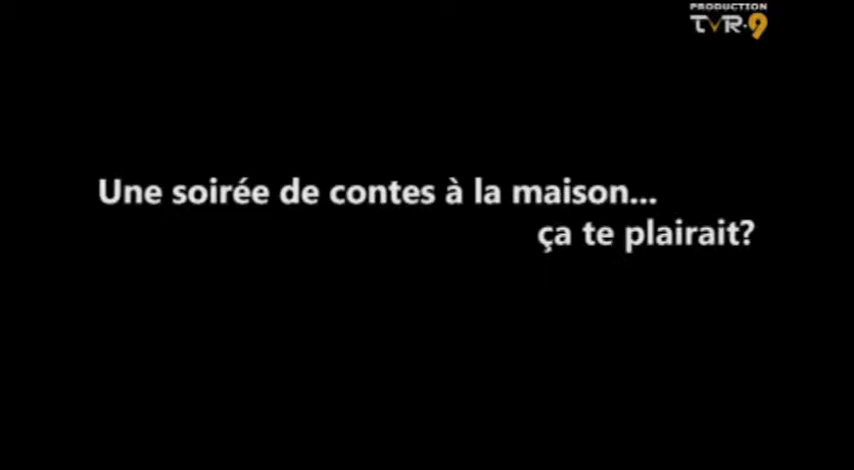 PRODUCTION
TVR·9
Une soirée de contes à la maison...
ça te plairait?